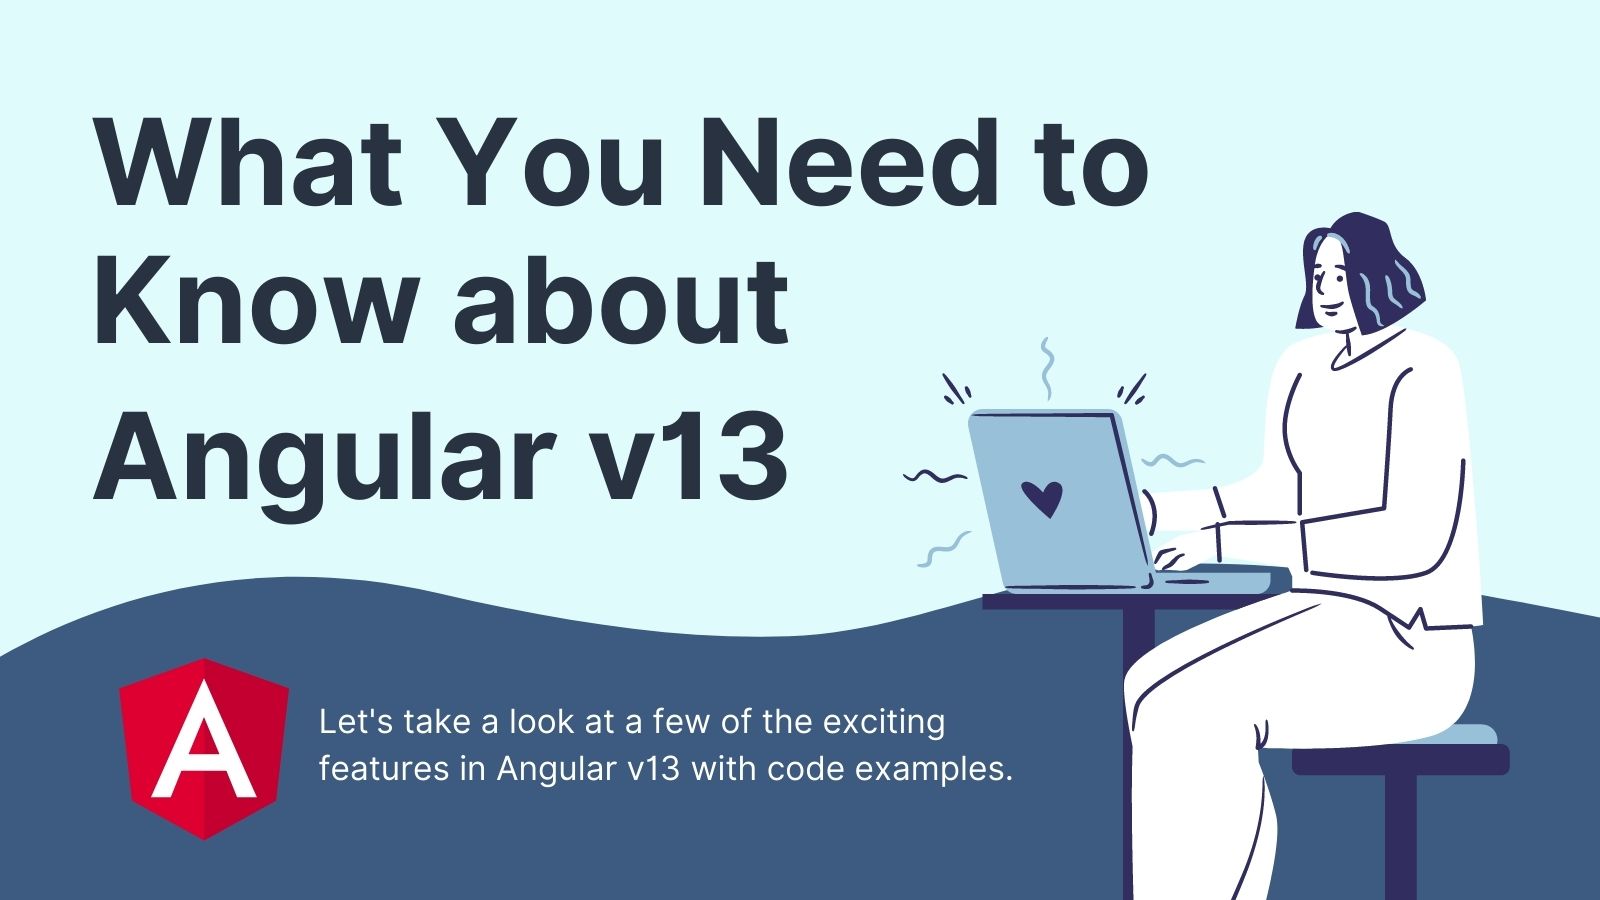 What You Need to
Know about
Angular v13
A
Let's take a look at a few of the exciting
features in Angular v13 with code examples.